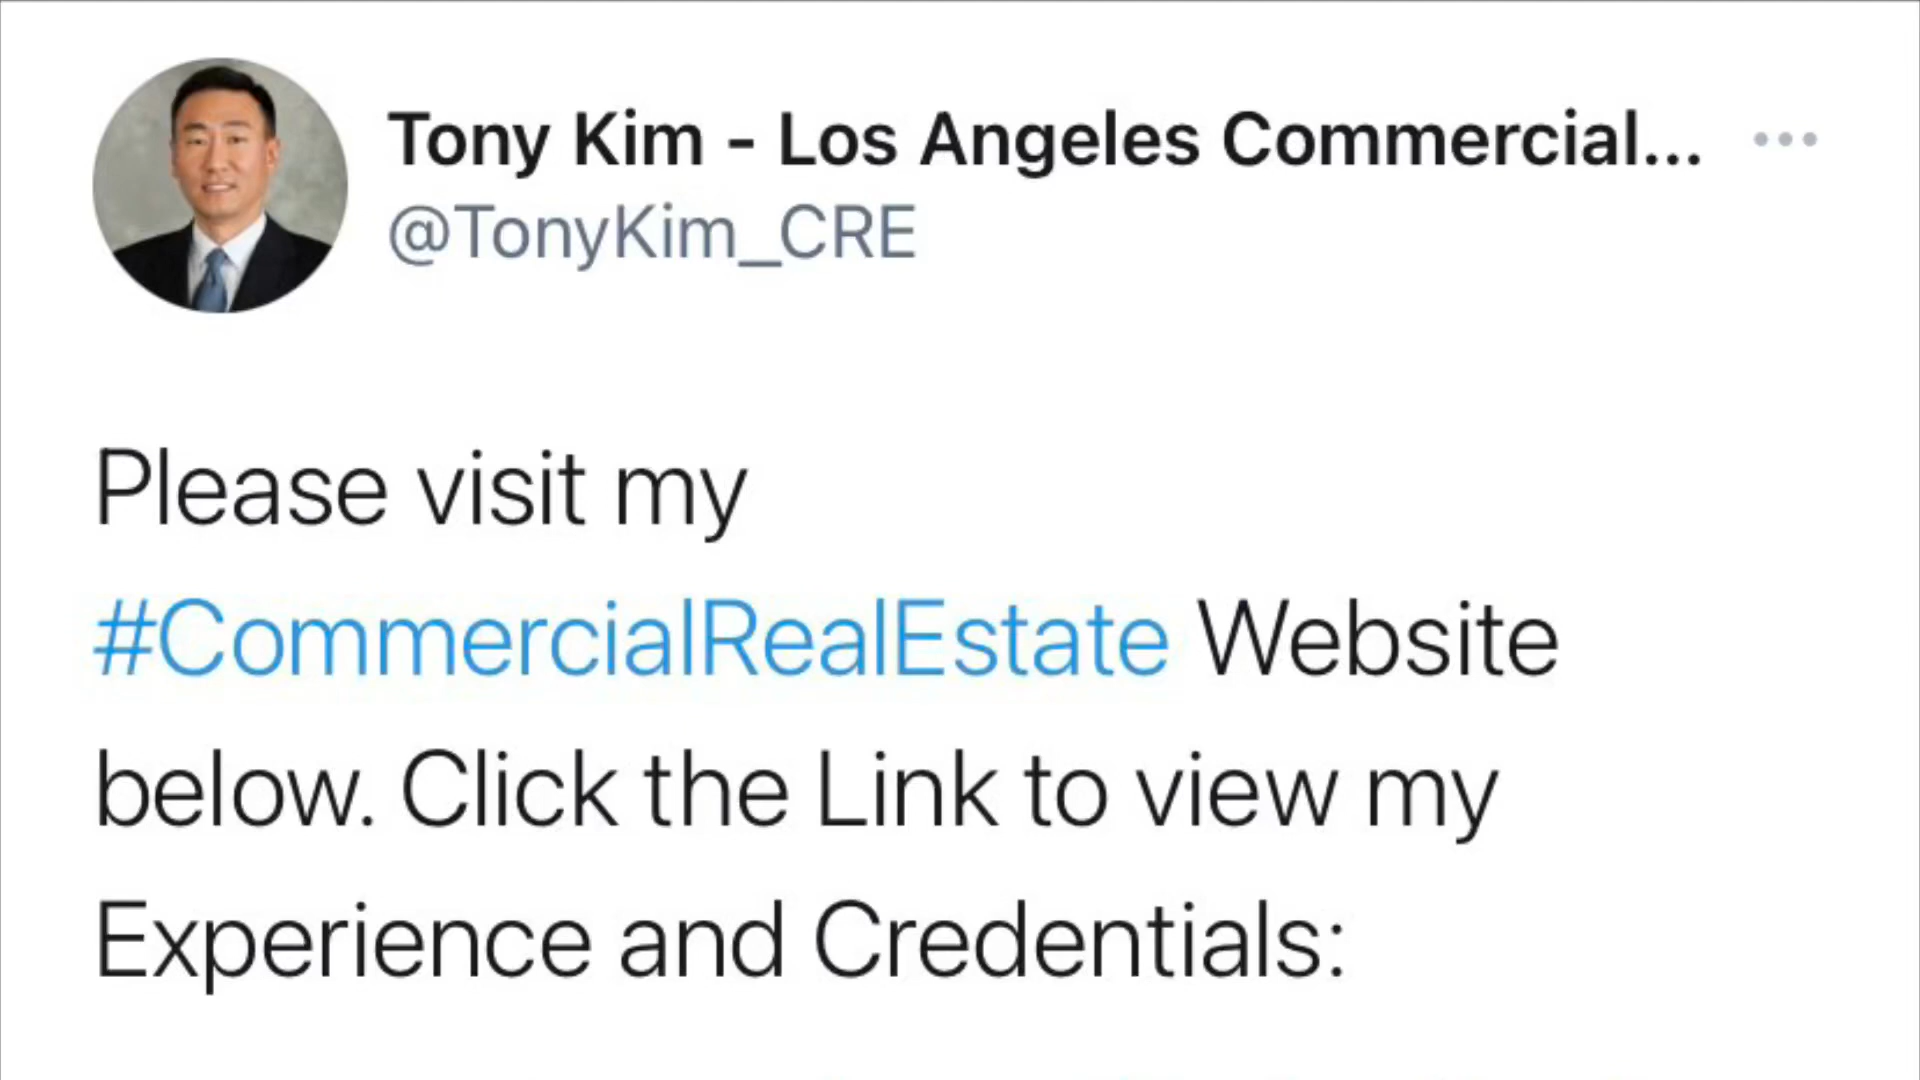 Tony Kim - Los Angeles Commercial...
@TonyKim_CRE
Please visit my
#CommercialRealEstate Website
below. Click the Link to view my
Experience and Credentials: